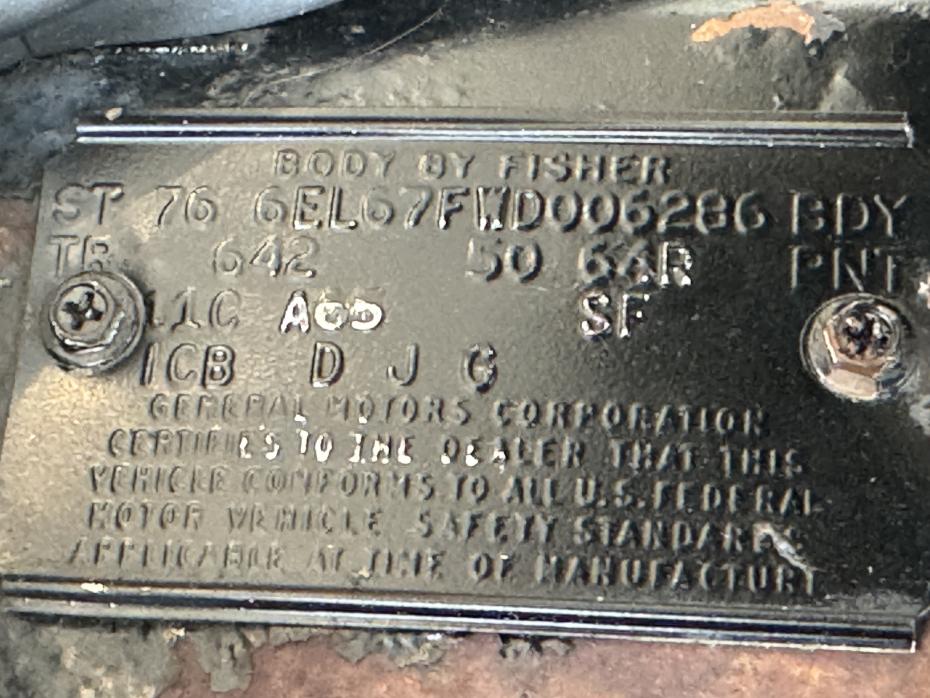 BODY BY FISHER
ST 76 6EL67FWD006286 BDY
TR 642 50 64R PNT
11C A65 SF
1CB D J G
GENERAL MOTORS CORPORATION
CERTIFIES TO THE DEALER THAT THIS
VEHICLE CONFORMS TO ALL U.S. FEDERAL
MOTOR VEHICLE SAFETY STANDARDS
APPLICABLE AT TIME OF MANUFACTURE